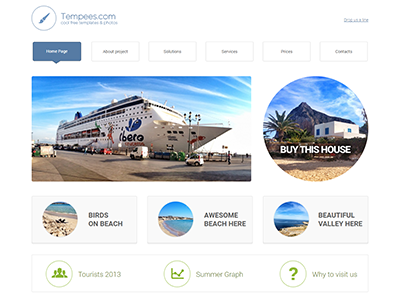 Tempees.com
cool free templates & photos
Drop us a line
Home Page
About project
Solutions
Services
Prices
Contacts
ibero
BUY THIS HOUSE
BIRDS
ON BEACH
AWESOME
BEACH HERE
BEAUTIFUL
VALLEY HERE
Tourists 2013
Summer Graph
Why to visit us